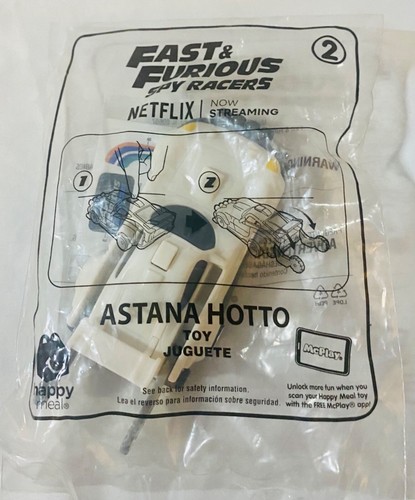 FAST &
FURIOUS
SPY RACERS
2
NETFLIX | NOW
STREAMING
WARNING
1
2
LDPE PAP
ASTANA HOTTO
TOY
JUGUETE
McPlay
happy
meal®
See back for safety information.
Lea el reverso para información sobre seguridad.
Unlock more fun when you
scan your Happy Meal toy
with the FREE McPlay® app!